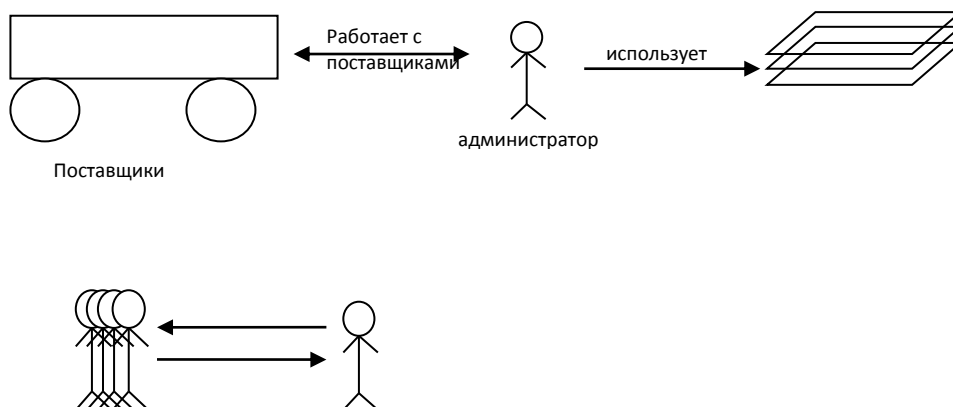 Работает с
поставщиками
использует
администратор
Поставщики